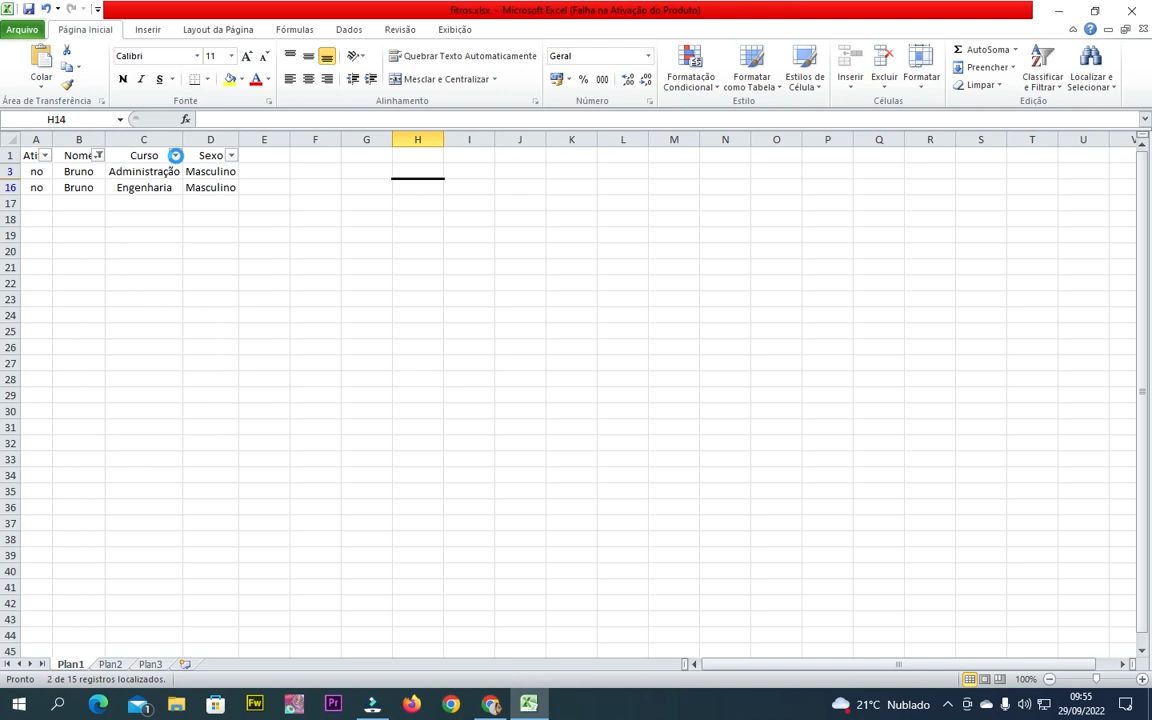 fitros.xlsx - Microsoft Excel (Falha na Ativação do Produto)
Arquivo Página Inicial Inserir Layout da Página Fórmulas Dados Revisão Exibição
Colar
Calibri 11
N I S
Quebrar Texto Automaticamente
Mesclar e Centralizar
Geral
% 000
Formatação Condicional
Formatar como Tabela
Estilos de Célula
Inserir Excluir Formatar
AutoSoma
Preencher
Limpar
Classificar e Filtrar
Localizar e Selecionar
Área de Transferência Fonte Alinhamento Número Estilo Células Edição
H14 fx
A B C D E F G H I J K L M N O P Q R S T U V
1 Ati Nome Curso Sexo
3 no Bruno Administração Masculino
16 no Bruno Engenharia Masculino
17
18
19
20
21
22
23
24
25
26
27
28
29
30
31
32
33
34
35
36
37
38
39
40
41
42
43
44
45
Plan1 Plan2 Plan3
Pronto 2 de 15 registros localizados. 100%
Fw Pr 21°C Nublado 09:55
29/09/2022